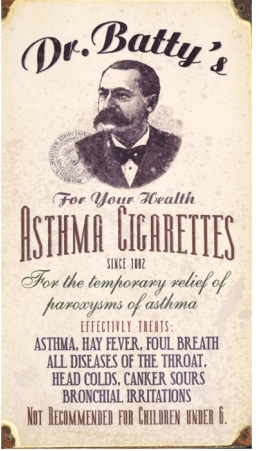 Dr. Batty's
For Your Health
ASTHMA CIGARETTES
SINCE 1882
For the temporary relief of
paroxysms of asthma
EFFECTIVLY TREATS:
ASTHMA, HAY FEVER, FOUL BREATH
ALL DISEASES OF THE THROAT,
HEAD COLDS, CANKER SOURS
BRONCHIAL IRRITATIONS
NOT RECOMMENDED FOR CHILDREN UNDER 6.